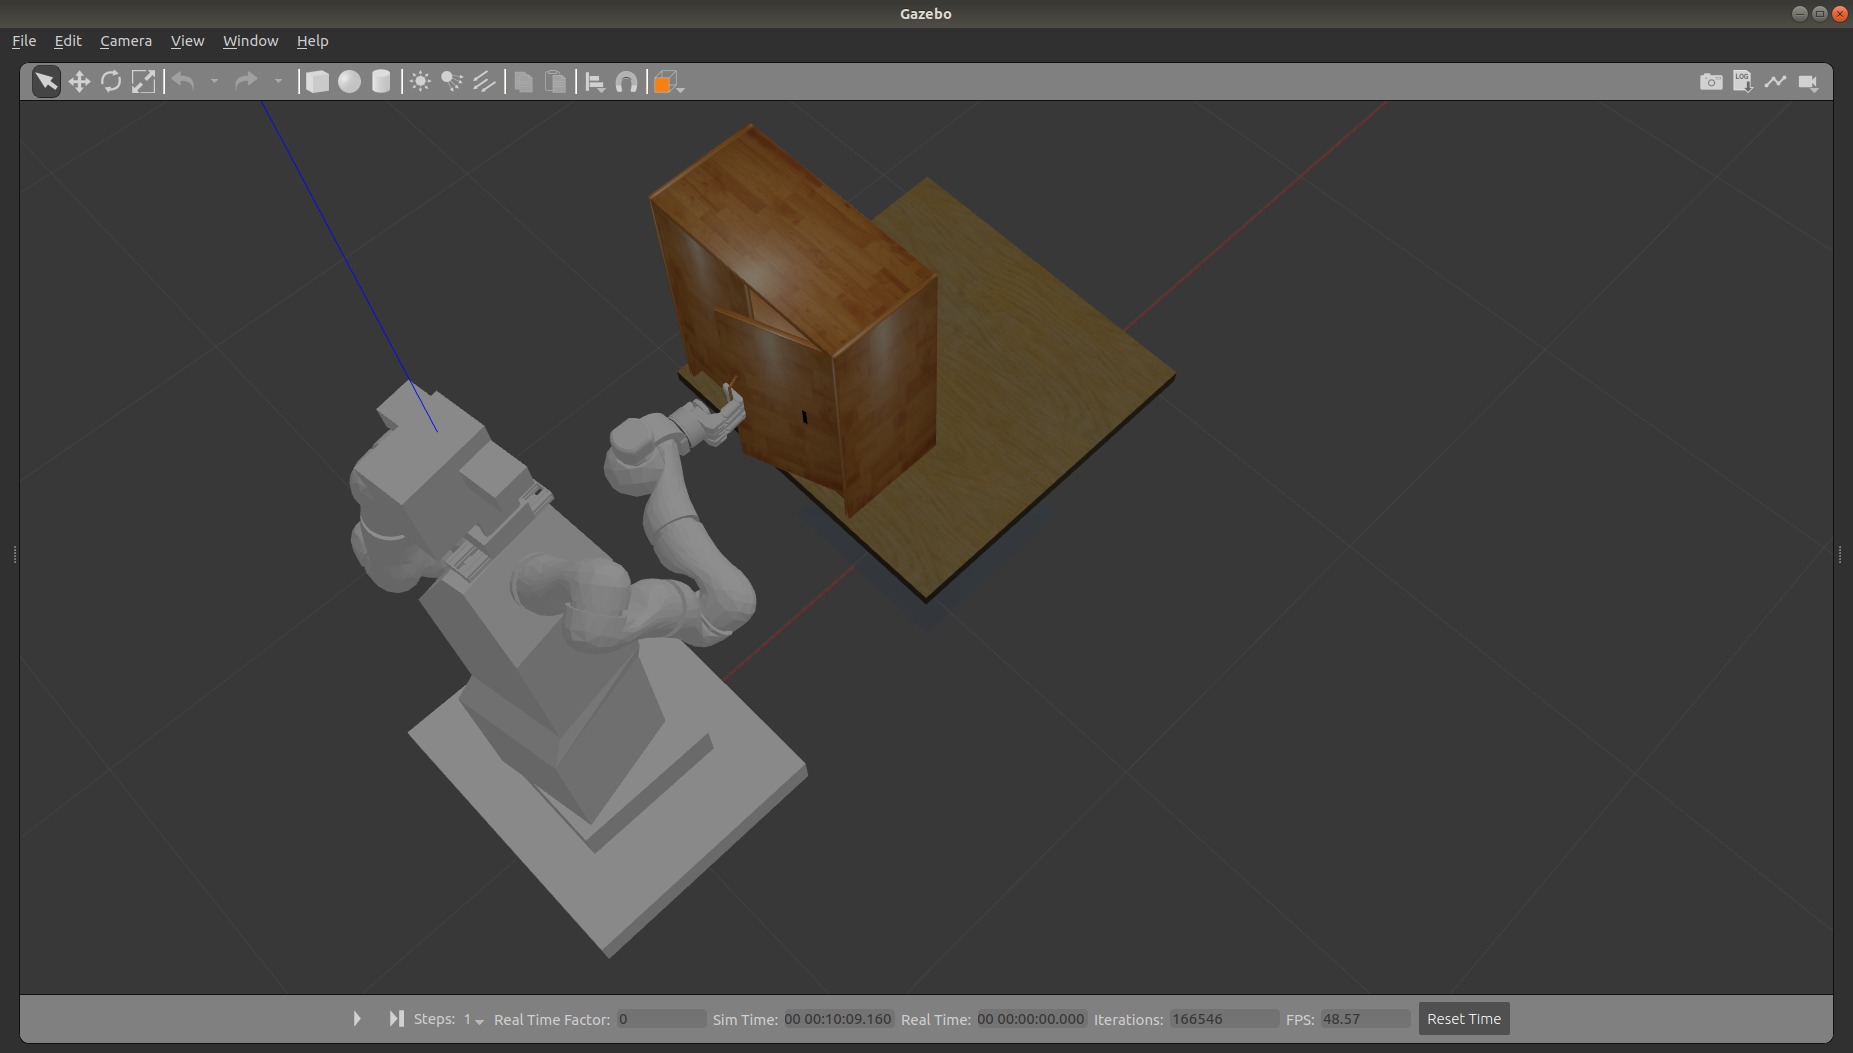 Gazebo
File Edit Camera View Window Help
LOG
Steps: 1 Real Time Factor: 0 Sim Time: 00 00:10:09.160 Real Time: 00 00:00:00.000 Iterations: 166546 FPS: 48.57 Reset Time